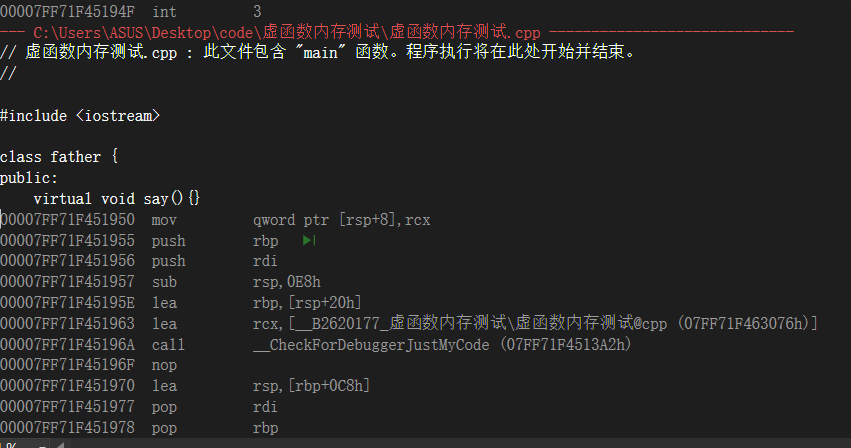 00007FF71F45194F  int         3
--- C:\Users\ASUS\Desktop\code\虚函数内存测试\虚函数内存测试.cpp ---------------------------
// 虚函数内存测试.cpp : 此文件包含 "main" 函数。程序执行将在此处开始并结束。
//
#include <iostream>
class father {
public:
    virtual void say(){}
00007FF71F451950  mov         qword ptr [rsp+8],rcx
00007FF71F451955  push        rbp
00007FF71F451956  push        rdi
00007FF71F451957  sub         rsp,0E8h
00007FF71F45195E  lea         rbp,[rsp+20h]
00007FF71F451963  lea         rcx,[__B2620177_虚函数内存测试\虚函数内存测试@cpp (07FF71F463076h)]
00007FF71F45196A  call        __CheckForDebuggerJustMyCode (07FF71F4513A2h)
00007FF71F45196F  nop
00007FF71F451970  lea         rsp,[rbp+0C8h]
00007FF71F451977  pop         rdi
00007FF71F451978  pop         rbp